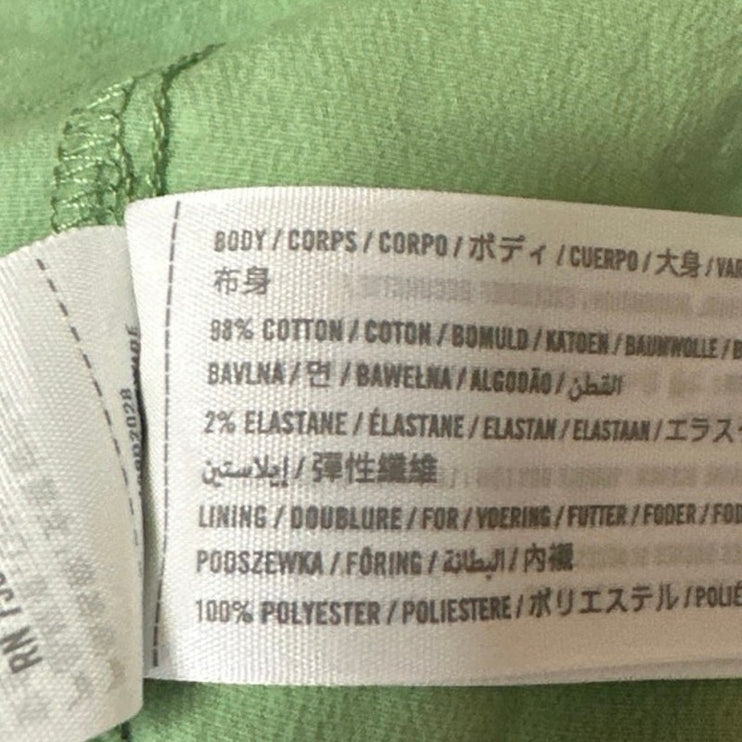 BODY / CORPS / CORPO / ボディ / CUERPO / 大身 / VAR
布身
98% COTTON / COTON / BOMULD / KATOEN / BAUMWOLLE / B
BAVLNA / 면 / BAWEŁNA / ALGODÃO / القطن
2% ELASTANE / ÉLASTANE / ELASTAN / ELASTAAN / エラス
إيلاستين / 彈性纖維
LINING / DOUBLURE / FOR / VOERING / FUTTER / FODER / FOD
PODSZEWKA / FÔRING / البطانة / 內襯
100% POLYESTER / POLIESTERE / ポリエステル / POLIÉ
RN